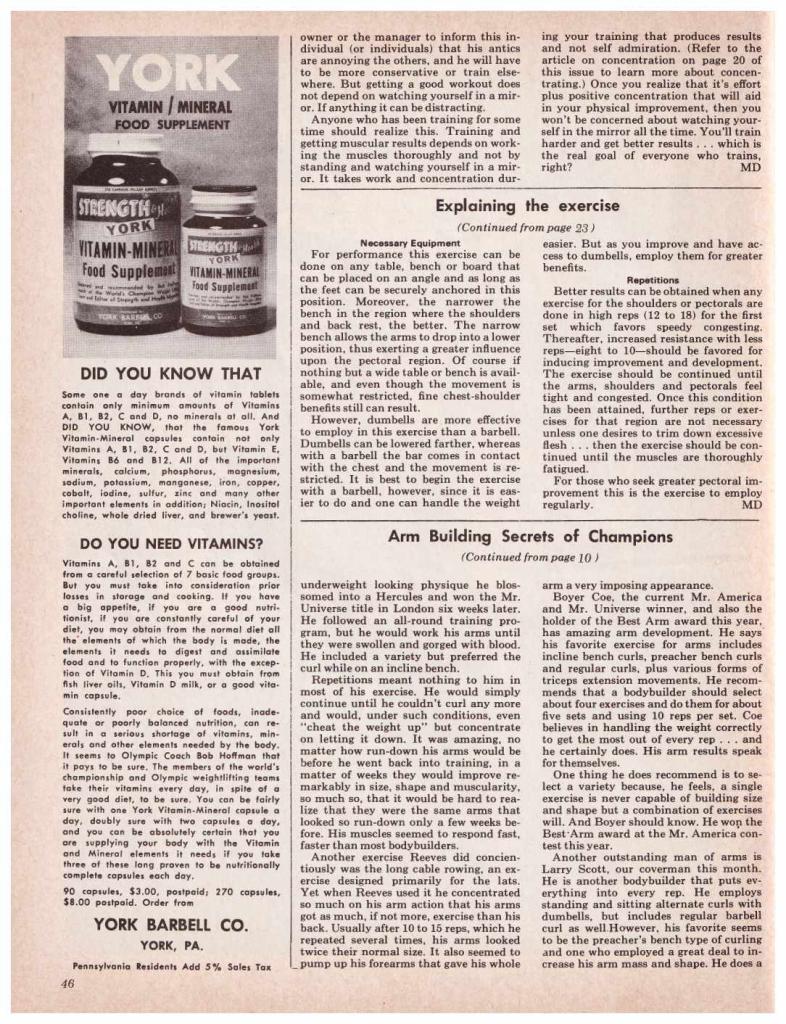 YORK
VITAMIN / MINERAL
FOOD SUPPLEMENT
STRENGTH & Health
YORK
VITAMIN-MINERAL
Food Supplement
YORK BARBELL CO
STRENGTH & Health
YORK
VITAMIN-MINERAL
Food Supplement
YORK BARBELL CO
DID YOU KNOW THAT
Some one a day brands of vitamin tablets
contain only minimum amounts of Vitamins
A, B1, B2, C and D, no minerals at all. And
DID YOU KNOW, that the famous York
Vitamin-Mineral capsules contain not only
Vitamins A, B1, B2, C and D, but Vitamin E,
Vitamins B6 and B12. All of the important
minerals, calcium, phosphorus, magnesium,
sodium, potassium, manganese, iron, copper,
cobalt, iodine, sulfur, zinc and many other
important elements in addition; Niacin, Inositol
choline, whole dried liver, and brewer's yeast.
DO YOU NEED VITAMINS?
Vitamins A, B1, B2 and C can be obtained
from a careful selection of 7 basic food groups.
But you must take into consideration prior
losses in storage and cooking. If you have
a big appetite, if you are a good nutri-
tionist, if you are constantly careful of your
diet, you may obtain from the normal diet all
the elements of which the body is made, the
elements it needs to digest and assimilate
food and to function properly, with the excep-
tion of Vitamin D. This you must obtain from
fish liver oils, Vitamin D milk, or a good vita-
min capsule.
Consistently poor choice of foods, inade-
quate or poorly balanced nutrition, can re-
sult in a serious shortage of vitamins, min-
erals and other elements needed by the body.
It seems to Olympic Coach Bob Hoffman that
it pays to be sure. The members of the world's
championship and Olympic weightlifting teams
take their vitamins every day, in spite of a
very good diet, to be sure. You can be fairly
sure with one York Vitamin-Mineral capsule a
day, doubly sure with two capsules a day,
and you can be absolutely certain that you
are supplying your body with the Vitamin
and Mineral elements it needs if you take
three of these long proven to be nutritionally
complete capsules each day.
90 capsules, $3.00, postpaid; 270 capsules,
$8.00 postpaid. Order from
YORK BARBELL CO.
YORK, PA.
Pennsylvania Residents Add 5% Sales Tax
46
owner or the manager to inform this in-
dividual (or individuals) that his antics
are annoying the others, and he will have
to be more conservative or train else-
where. But getting a good workout does
not depend on watching yourself in a mir-
or. If anything it can be distracting.
Anyone who has been training for some
time should realize this. Training and
getting muscular results depends on work-
ing the muscles thoroughly and not by
standing and watching yourself in a mir-
or. It takes work and concentration dur-
ing your training that produces results
and not self admiration. (Refer to the
article on concentration on page 20 of
this issue to learn more about concen-
trating.) Once you realize that it's effort
plus positive concentration that will aid
in your physical improvement, then you
won't be concerned about watching your-
self in the mirror all the time. You'll train
harder and get better results . . . which is
the real goal of everyone who trains,
right? MD
Explaining the exercise
(Continued from page 23 )
Necessary Equipment
For performance this exercise can be
done on any table, bench or board that
can be placed on an angle and as long as
the feet can be securely anchored in this
position. Moreover, the narrower the
bench in the region where the shoulders
and back rest, the better. The narrow
bench allows the arms to drop into a lower
position, thus exerting a greater influence
upon the pectoral region. Of course if
nothing but a wide table or bench is avail-
able, and even though the movement is
somewhat restricted, fine chest-shoulder
benefits still can result.
However, dumbells are more effective
to employ in this exercise than a barbell.
Dumbells can be lowered farther, whereas
with a barbell the bar comes in contact
with the chest and the movement is re-
stricted. It is best to begin the exercise
with a barbell, however, since it is eas-
ier to do and one can handle the weight
easier. But as you improve and have ac-
cess to dumbells, employ them for greater
benefits.
Repetitions
Better results can be obtained when any
exercise for the shoulders or pectorals are
done in high reps (12 to 18) for the first
set which favors speedy congesting.
Thereafter, increased resistance with less
reps—eight to 10—should be favored for
inducing improvement and development.
The exercise should be continued until
the arms, shoulders and pectorals feel
tight and congested. Once this condition
has been attained, further reps or exer-
cises for that region are not necessary
unless one desires to trim down excessive
flesh . . . then the exercise should be con-
tinued until the muscles are thoroughly
fatigued.
For those who seek greater pectoral im-
provement this is the exercise to employ
regularly. MD
Arm Building Secrets of Champions
(Continued from page 10 )
underweight looking physique he blos-
somed into a Hercules and won the Mr.
Universe title in London six weeks later.
He followed an all-round training pro-
gram, but he would work his arms until
they were swollen and gorged with blood.
He included a variety but preferred the
curl while on an incline bench.
Repetitions meant nothing to him in
most of his exercise. He would simply
continue until he couldn't curl any more
and would, under such conditions, even
"cheat the weight up" but concentrate
on letting it down. It was amazing, no
matter how run-down his arms would be
before he went back into training, in a
matter of weeks they would improve re-
markably in size, shape and muscularity,
so much so, that it would be hard to rea-
lize that they were the same arms that
looked so run-down only a few weeks be-
fore. His muscles seemed to respond fast,
faster than most bodybuilders.
Another exercise Reeves did concien-
tiously was the long cable rowing, an ex-
ercise designed primarily for the lats.
Yet when Reeves used it he concentrated
so much on his arm action that his arms
got as much, if not more, exercise than his
back. Usually after 10 to 15 reps, which he
repeated several times, his arms looked
twice their normal size. It also seemed to
pump up his forearms that gave his whole
arm a very imposing appearance.
Boyer Coe, the current Mr. America
and Mr. Universe winner, and also the
holder of the Best Arm award this year,
has amazing arm development. He says
his favorite exercise for arms includes
incline bench curls, preacher bench curls
and regular curls, plus various forms of
triceps extension movements. He recom-
mends that a bodybuilder should select
about four exercises and do them for about
five sets and using 10 reps per set. Coe
believes in handling the weight correctly
to get the most out of every rep . . . and
he certainly does. His arm results speak
for themselves.
One thing he does recommend is to se-
lect a variety because, he feels, a single
exercise is never capable of building size
and shape but a combination of exercises
will. And Boyer should know. He won the
Best Arm award at the Mr. America con-
test this year.
Another outstanding man of arms is
Larry Scott, our coverman this month.
He is another bodybuilder that puts ev-
erything into every rep. He employs
standing and sitting alternate curls with
dumbells, but includes regular barbell
curl as well. However, his favorite seems
to be the preacher's bench type of curling
and one who employed a great deal to in-
crease his arm mass and shape. He does a